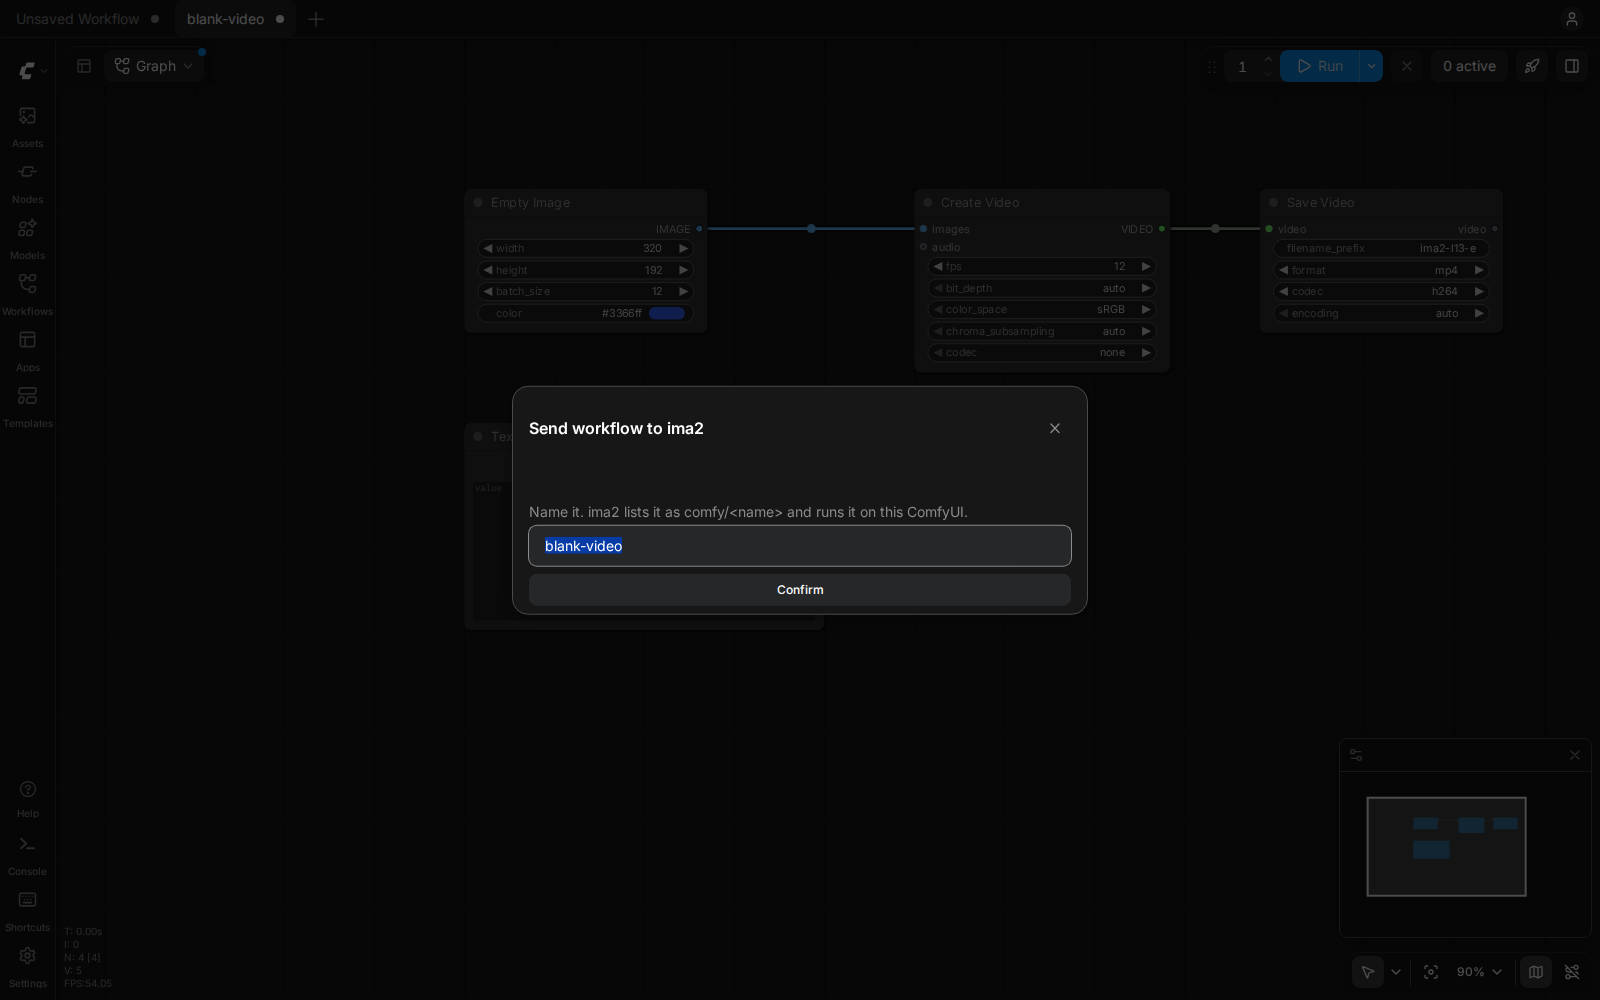 Unsaved Workflow
blank-video
Graph
1
Run
0 active
Assets
Nodes
Models
Workflows
Apps
Templates
Help
Console
Shortcuts
Settings
Empty Image
IMAGE
width 320
height 192
batch_size 12
color #3366ff
Create Video
images VIDEO
audio
fps 12
bit_depth auto
color_space sRGB
chroma_subsampling auto
codec none
Save Video
video video
filename_prefix ima2-l13-e
format mp4
codec h264
encoding auto
Tex
value
Send workflow to ima2
Name it. ima2 lists it as comfy/<name> and runs it on this ComfyUI.
blank-video
Confirm
T: 0.00s
I: 0
N: 4 [4]
V: 5
FPS:54.05
90%